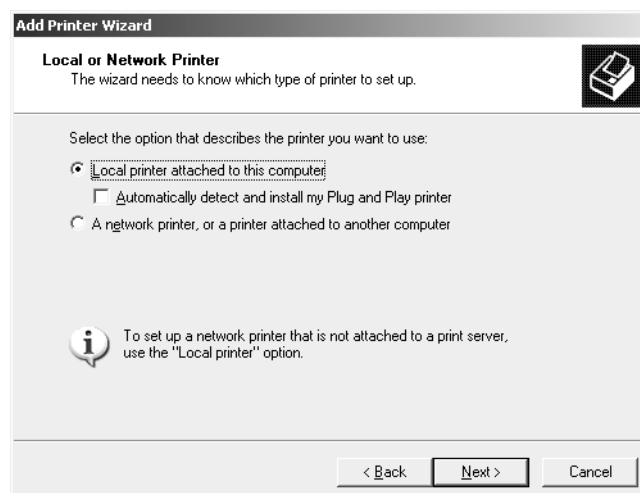 Add Printer Wizard
Local or Network Printer
The wizard needs to know which type of printer to set up.
Select the option that describes the printer you want to use:
Local printer attached to this computer
Automatically detect and install my Plug and Play printer
A network printer, or a printer attached to another computer
To set up a network printer that is not attached to a print server,
use the "Local printer" option.
< Back
Next >
Cancel